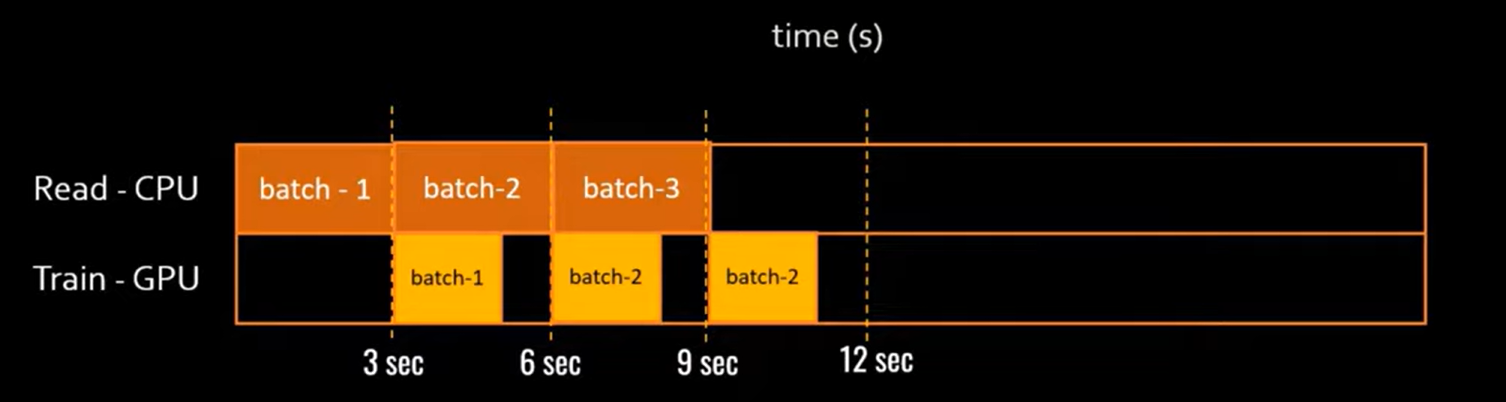 time (s)
Read - CPU
batch - 1
batch-2
batch-3
Train - GPU
batch-1
batch-2
batch-2
3 sec
6 sec
9 sec
12 sec